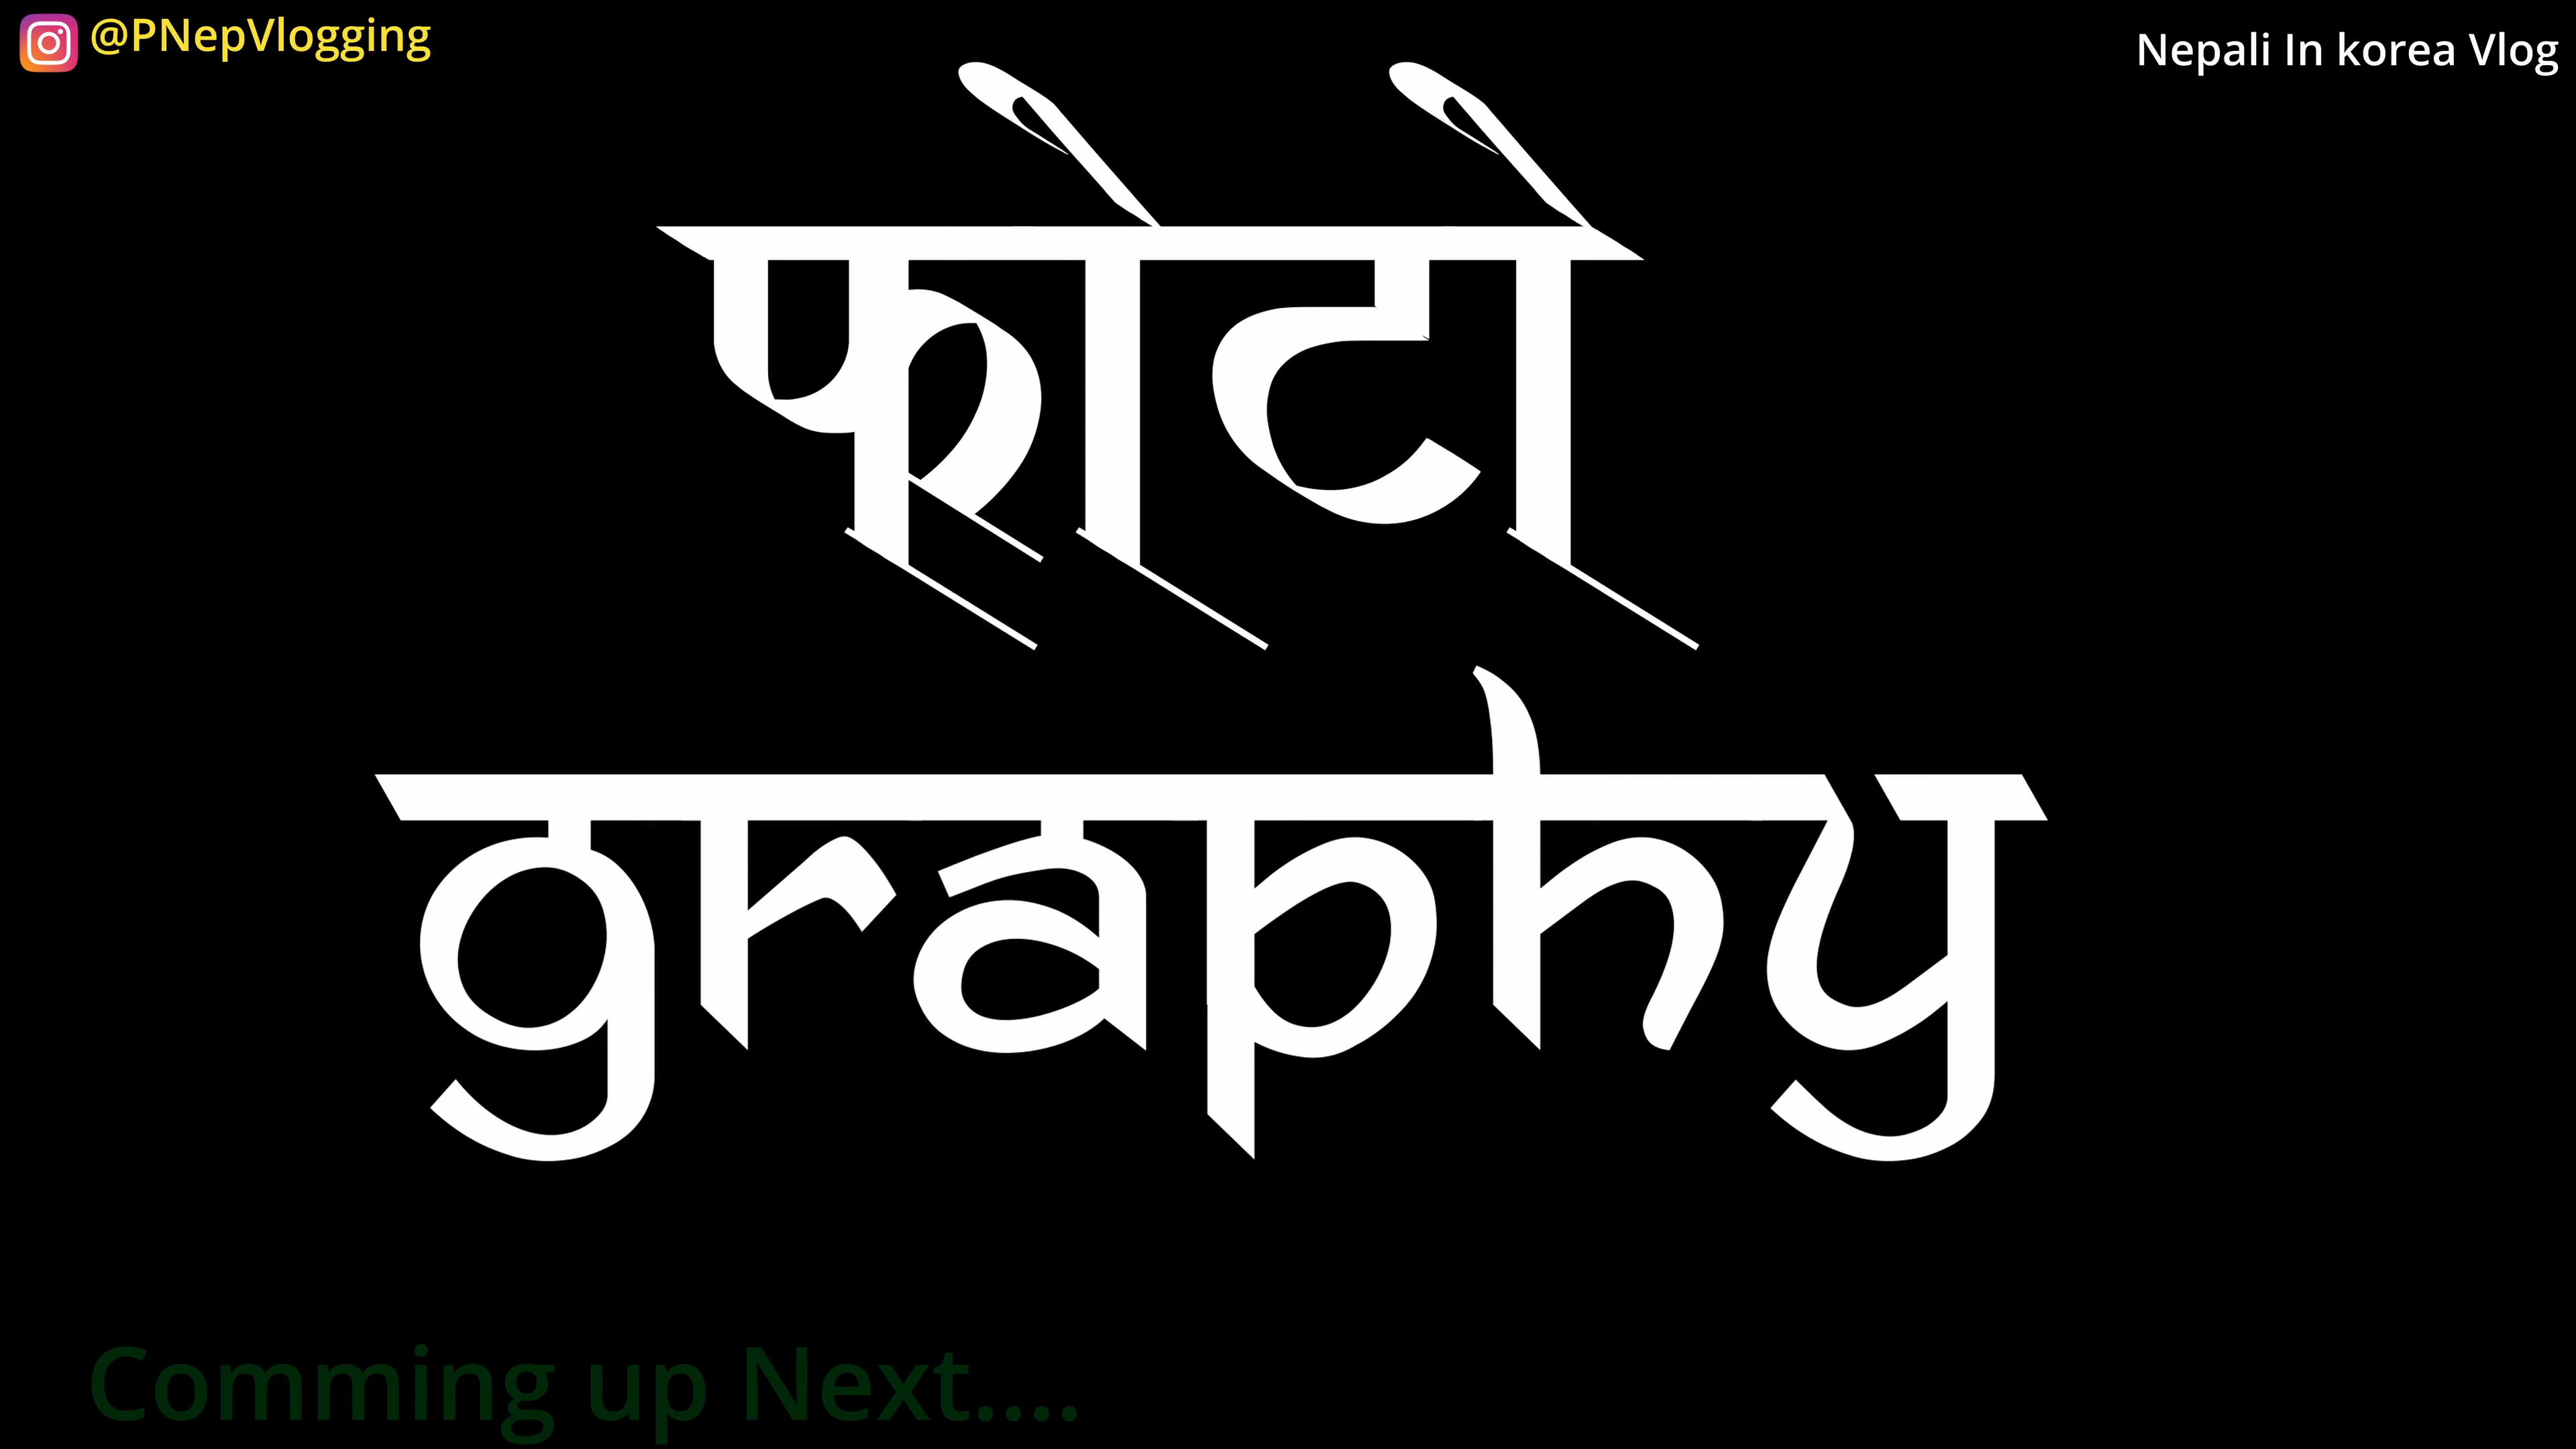 @PNepVlogging
Nepali In korea Vlog
फोटो
graphy
Comming up Next....